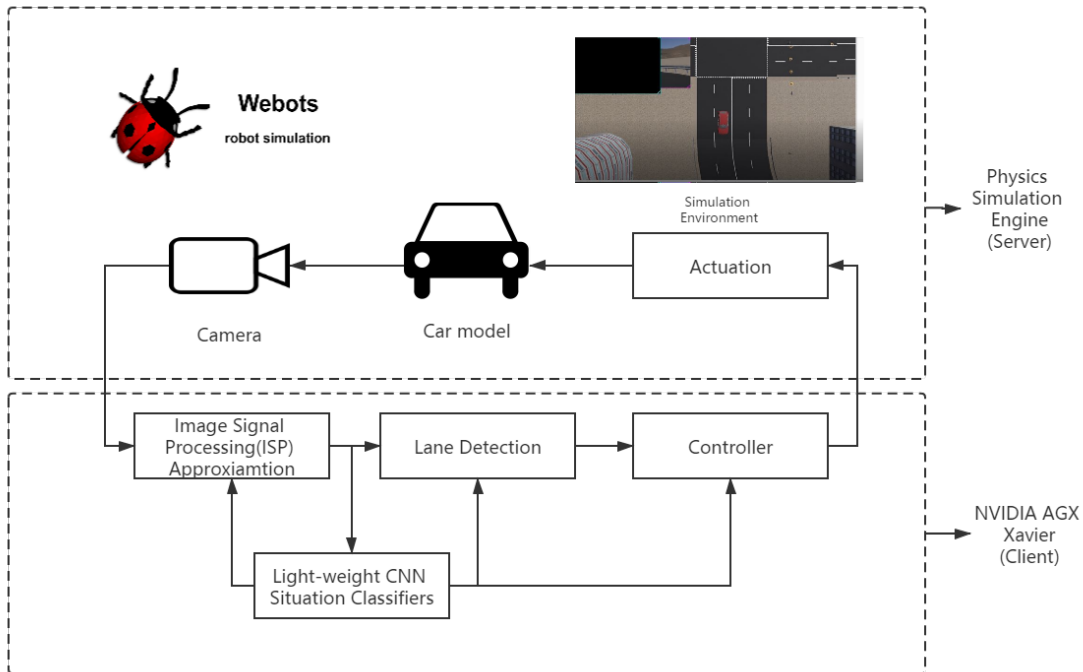 Webots
robot simulation
Simulation
Environment
Physics
Simulation
Engine
(Server)
Actuation
Camera
Car model
Image Signal
Processing(ISP)
Approxiamtion
Lane Detection
Controller
NVIDIA AGX
Xavier
(Client)
Light-weight CNN
Situation Classifiers